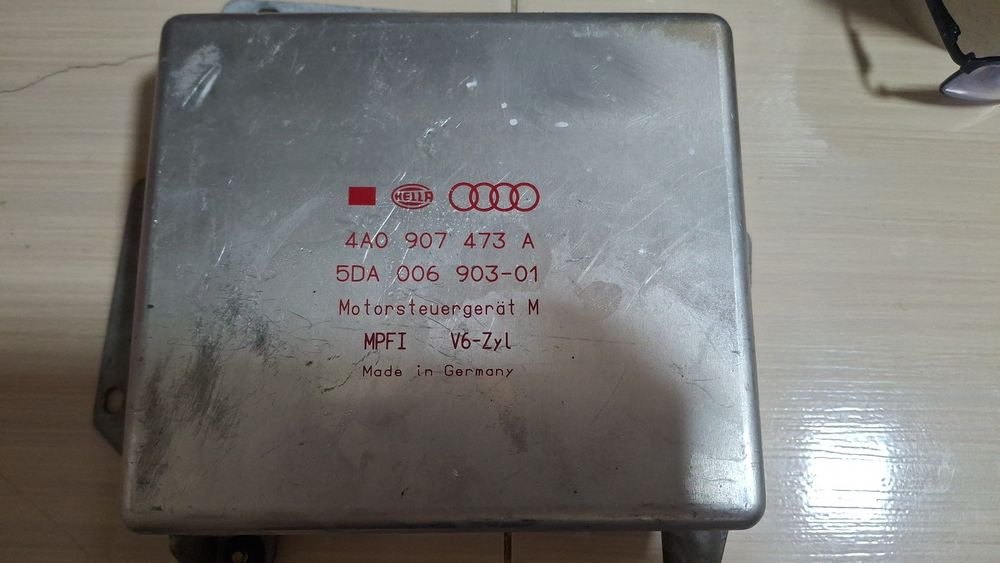 HELLA
4A0 907 473 A
5DA 006 903-01
Motorsteuergerät M
MPFI V6-Zyl
Made in Germany